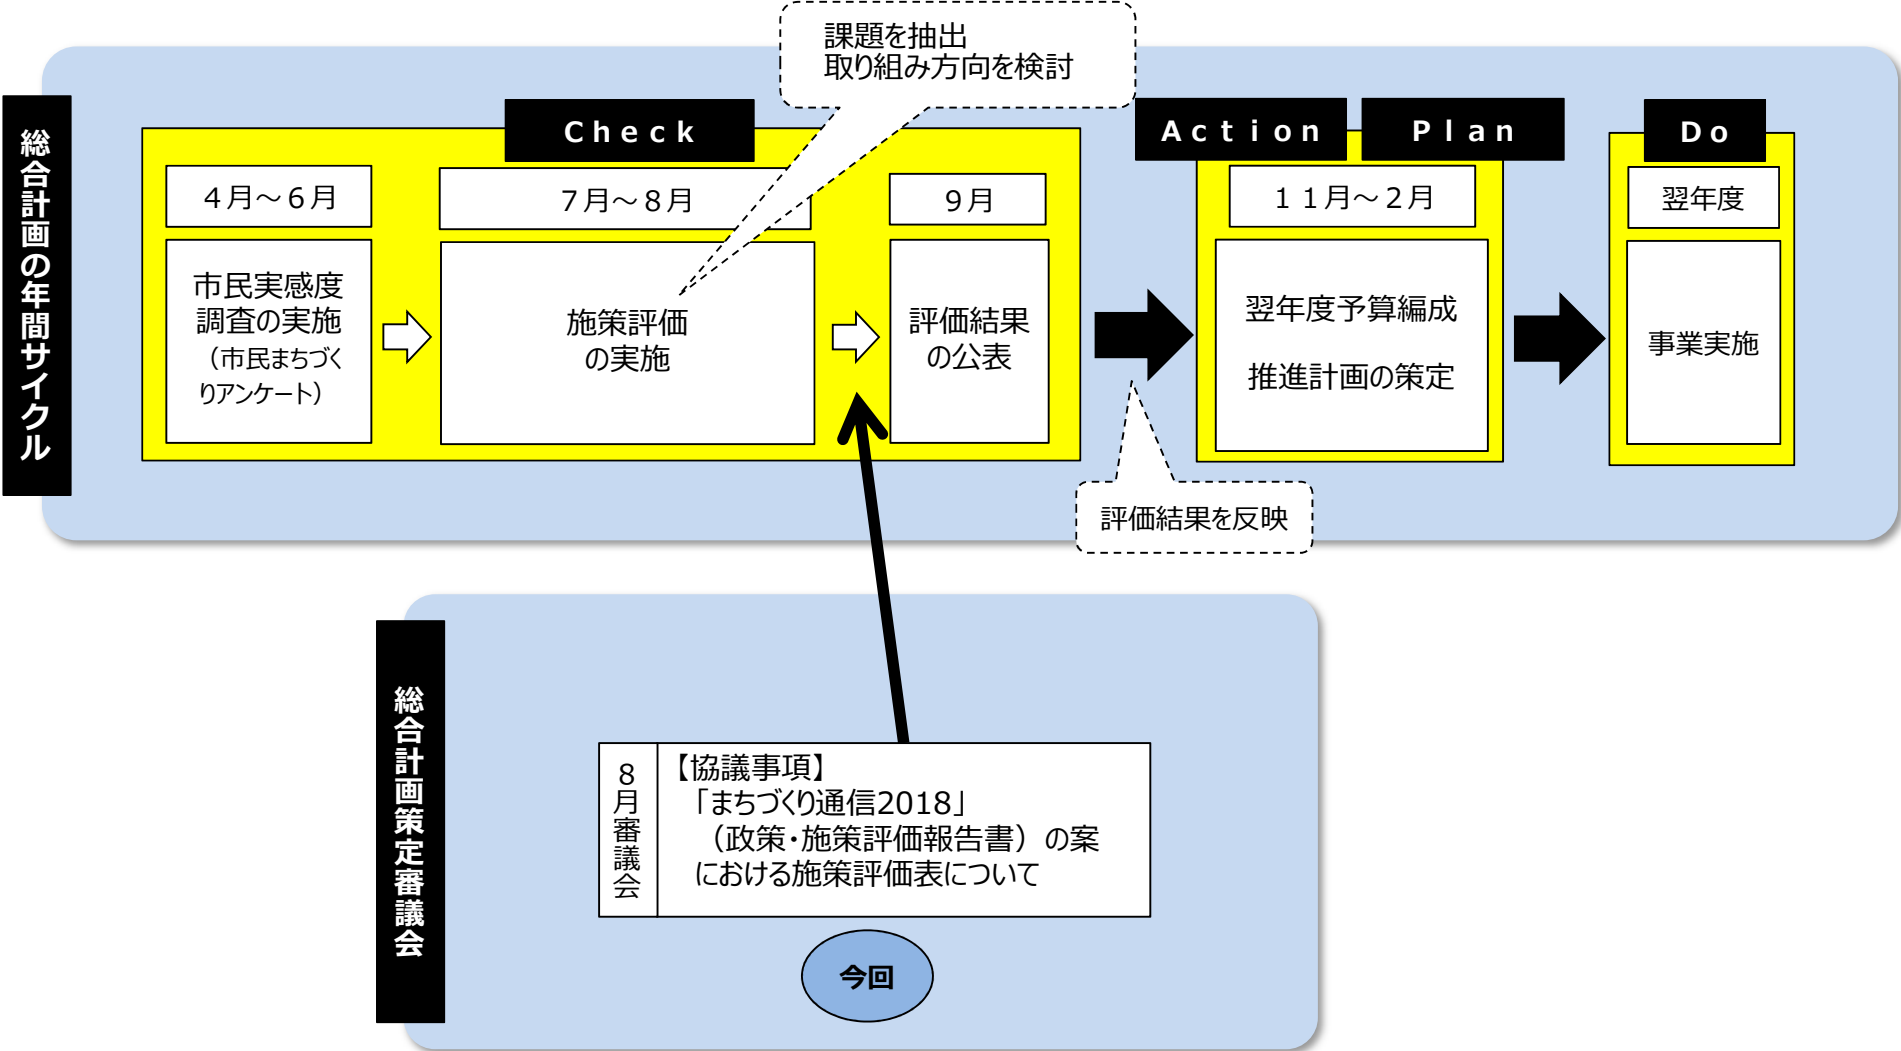 総合計画の年間サイクル
課題を抽出
取り組み方向を検討
Check
4月～6月
7月～8月
9月
市民実感度
調査の実施
（市民まちづく
りアンケート）
施策評価
の実施
評価結果
の公表
Action
Plan
11月～2月
翌年度予算編成
推進計画の策定
Do
翌年度
事業実施
評価結果を反映
総合計画策定審議会
8月審議会
【協議事項】
「まちづくり通信2018」
（政策・施策評価報告書）の案
における施策評価表について
今回